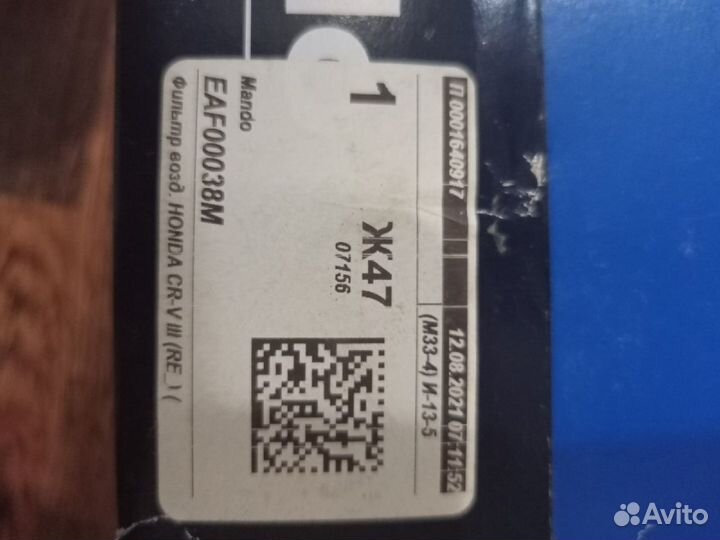 П 0001640917 12.08.2021 07:11:52
(М33-4) И-13-5
1 Ж47
07156
Mando
EAF00038M
Фильтр возд. HONDA CR-V III (RE_) (
Avito